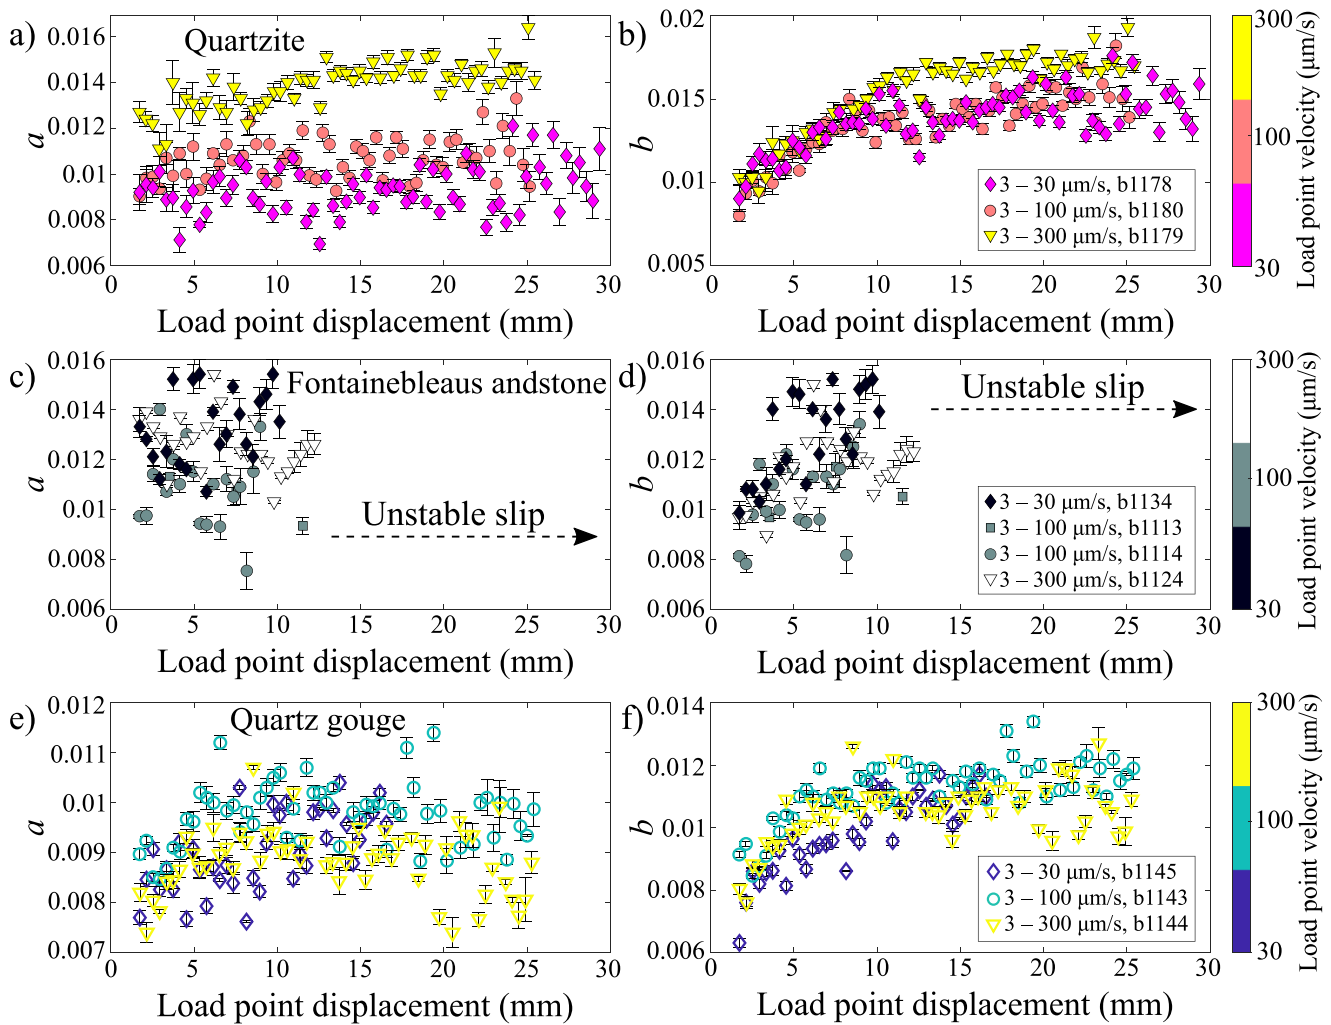 a)
Quartzite
a
0.016
0.014
0.012
0.01
0.008
0.006
0 5 10 15 20 25 30
Load point displacement (mm)
b)
b
0.02
0.015
0.01
0.005
3 – 30 μm/s, b1178
3 – 100 μm/s, b1180
3 – 300 μm/s, b1179
0 5 10 15 20 25 30
Load point displacement (mm)
300
100
30
Load point velocity (μm/s)
c)
Fontainebleaus andstone
a
0.016
0.014
0.012
0.01
0.008
0.006
Unstable slip
0 5 10 15 20 25 30
Load point displacement (mm)
d)
Unstable slip
b
0.016
0.014
0.012
0.01
0.008
0.006
3 – 30 μm/s, b1134
3 – 100 μm/s, b1113
3 – 100 μm/s, b1114
3 – 300 μm/s, b1124
0 5 10 15 20 25 30
Load point displacement (mm)
300
100
30
Load point velocity (μm/s)
e)
Quartz gouge
a
0.012
0.011
0.010
0.009
0.008
0.007
0 5 10 15 20 25 30
Load point displacement (mm)
f)
b
0.014
0.012
0.01
0.008
0.006
3 – 30 μm/s, b1145
3 – 100 μm/s, b1143
3 – 300 μm/s, b1144
0 5 10 15 20 25 30
Load point displacement (mm)
300
100
30
Load point velocity (μm/s)